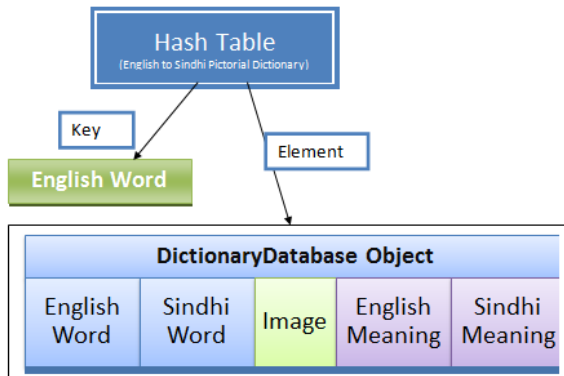 Hash Table
(English to Sindhi Pictorial Dictionary)
Key
Element
English Word
DictionaryDatabase Object
English Word
Sindhi Word
Image
English Meaning
Sindhi Meaning